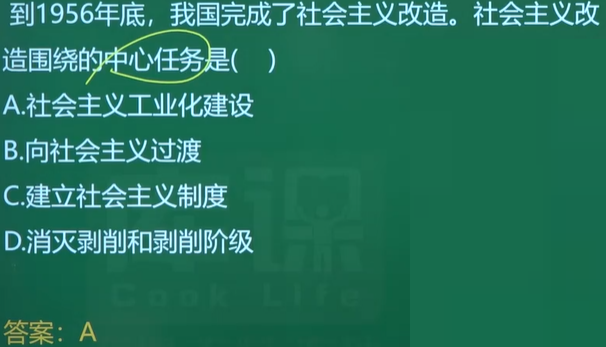 到1956年底，我国完成了社会主义改造。社会主义改
造围绕的中心任务是(    )
A.社会主义工业化建设
B.向社会主义过渡
C.建立社会主义制度
D.消灭剥削和剥削阶级
库课
Cook Life
答案：A